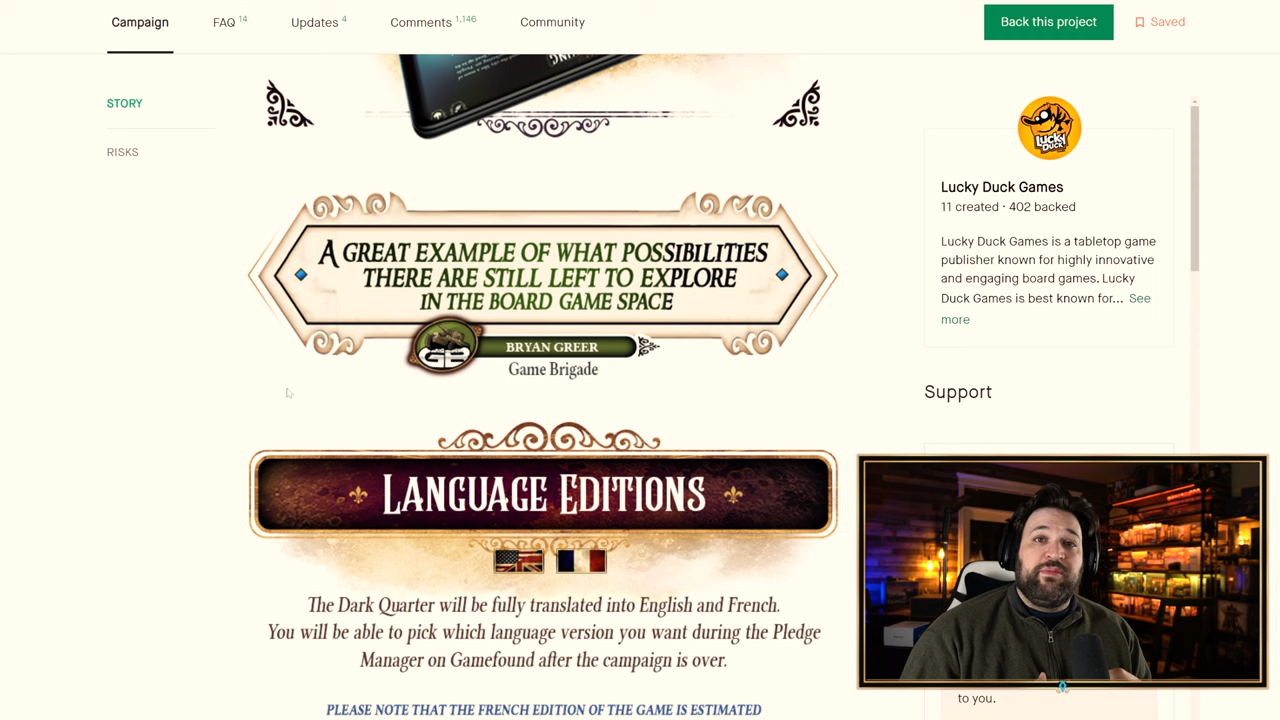 Campaign
FAQ 14
Updates 4
Comments 1,146
Community
Back this project
Saved
STORY
RISKS
A GREAT EXAMPLE OF WHAT POSSIBILITIES
THERE ARE STILL LEFT TO EXPLORE
IN THE BOARD GAME SPACE
GB
BRYAN GREER
Game Brigade
LANGUAGE EDITIONS
The Dark Quarter will be fully translated into English and French.
You will be able to pick which language version you want during the Pledge
Manager on Gamefound after the campaign is over.
PLEASE NOTE THAT THE FRENCH EDITION OF THE GAME IS ESTIMATED
LUCKY
DUCK
GAMES
Lucky Duck Games
11 created · 402 backed
Lucky Duck Games is a tabletop game
publisher known for highly innovative
and engaging board games. Lucky
Duck Games is best known for... See
more
Support
to you.